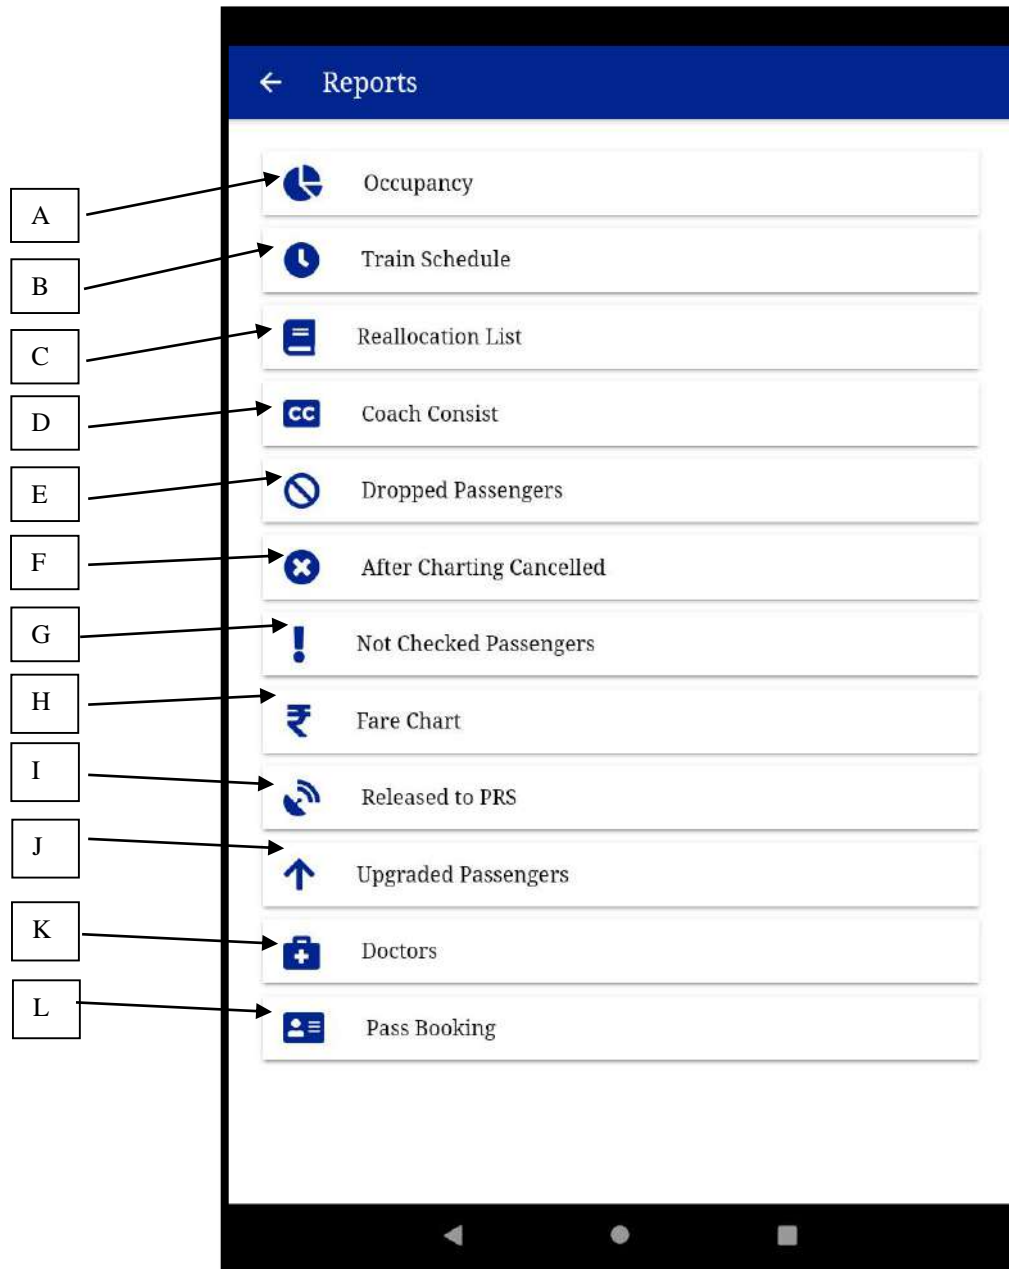 Reports
A
Occupancy
B
Train Schedule
C
Reallocation List
D
CC
Coach Consist
E
Dropped Passengers
F
After Charting Cancelled
G
Not Checked Passengers
H
₹
Fare Chart
I
Released to PRS
J
Upgraded Passengers
K
Doctors
L
Pass Booking